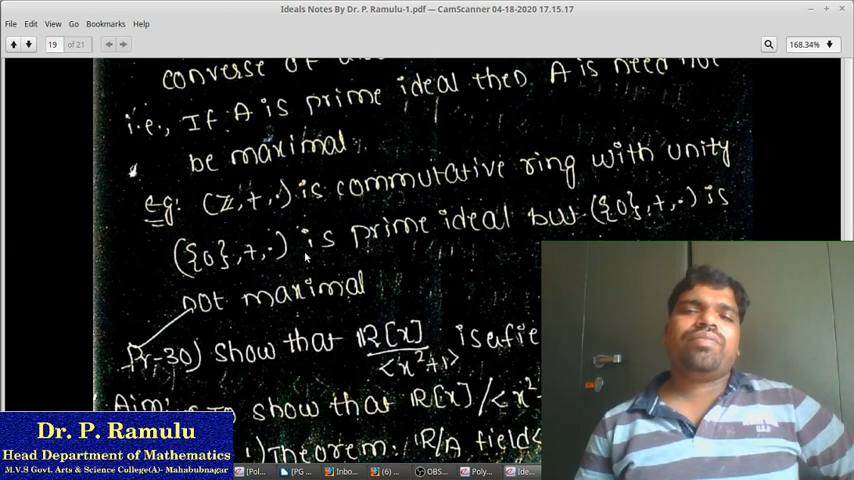 Ideals Notes By Dr. P. Ramulu-1.pdf — CamScanner 04-18-2020 17.15.17
File Edit View Go Bookmarks Help
19 of 21 168.34%
converse of
i.e., If A is prime ideal then A is need not
be maximal.
eg: (ℤ,+,·) is commutative ring with unity
({0},+,·) is prime ideal but ({0},+,·) is
not maximal
Pr-30) Show that ℝ[x]/<x²+1> is a fie
Aim: To show that ℝ[x]/<x²
1) Theorem: R/A field
Dr. P. Ramulu
Head Department of Mathematics
M.V.S Govt. Arts & Science College(A)- Mahabubnagar
[Pol... [PG Inbo... (6) ... OBS... Poly... Ide...